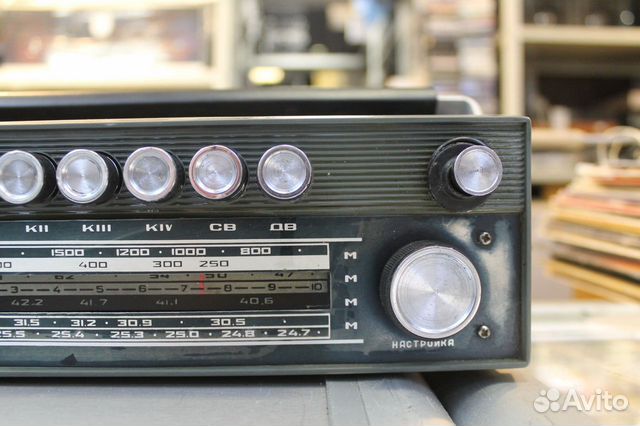 КII КIII КIV СВ ДВ
1500 1200 1000 800 М
400 300 250 М
3 4 5 6 7 8 9 10 М
42.2 41.7 41.1 40.6 М
31.5 31.2 30.9 30.5 М
25.5 25.4 25.3 25.0 24.8 24.7
НАСТРОЙКА
Avito